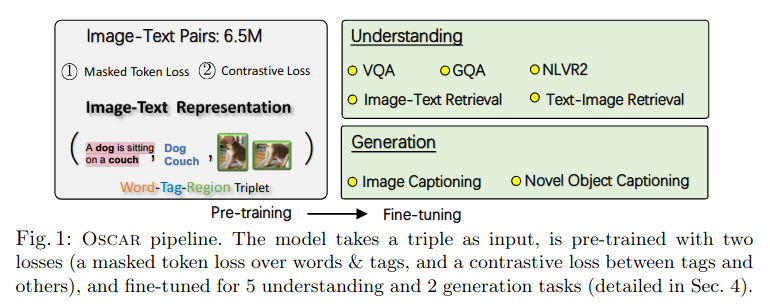 Image-Text Pairs: 6.5M
① Masked Token Loss ② Contrastive Loss
Image-Text Representation
( A dog is sitting on a couch , Dog Couch , )
Word-Tag-Region Triplet
Understanding
VQA GQA NLVR2
Image-Text Retrieval Text-Image Retrieval
Generation
Image Captioning Novel Object Captioning
Pre-training Fine-tuning
Fig. 1: OSCAR pipeline. The model takes a triple as input, is pre-trained with two
losses (a masked token loss over words & tags, and a contrastive loss between tags and
others), and fine-tuned for 5 understanding and 2 generation tasks (detailed in Sec. 4).